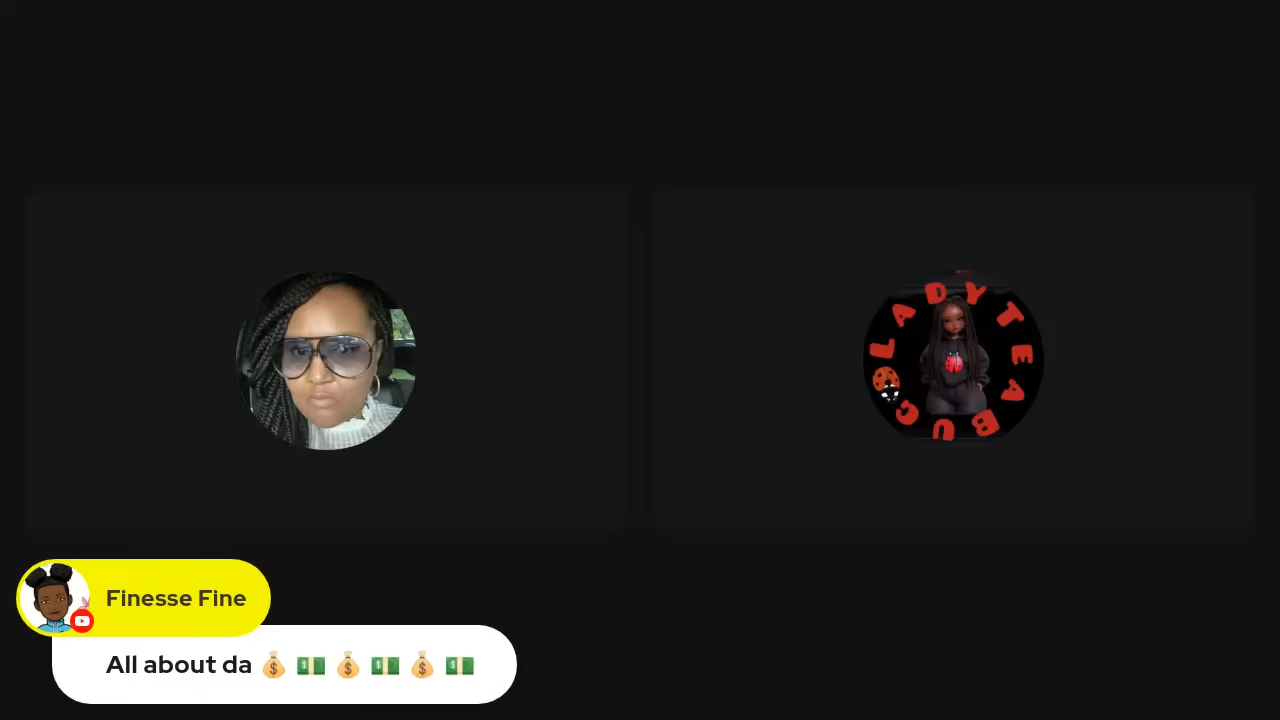 LADYTEABUG
Finesse Fine
All about da 💰 💵 💰 💵 💰 💵